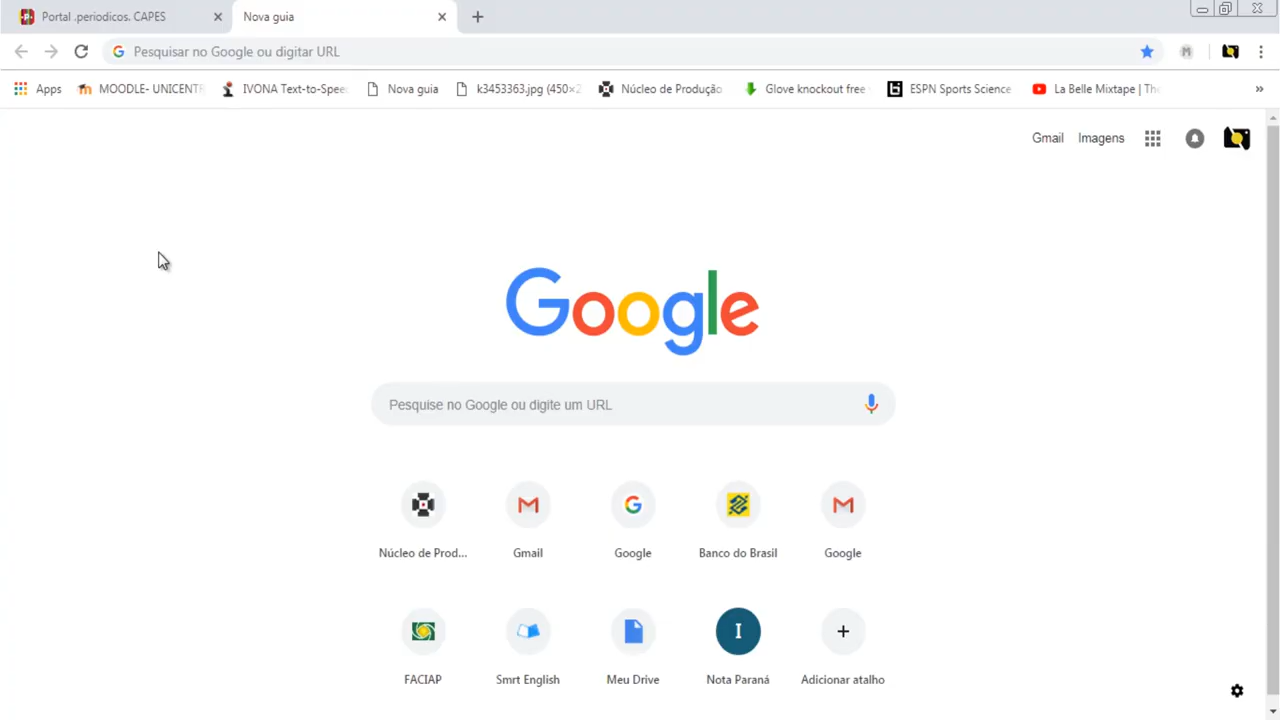 Portal .periodicos. CAPES
Nova guia
Pesquisar no Google ou digitar URL
Apps
MOODLE- UNICENT
IVONA Text-to-Spee
Nova guia
k3453363.jpg (450×2
Núcleo de Produção
Glove knockout free
ESPN Sports Science
La Belle Mixtape | Th
Gmail
Imagens
Google
Pesquise no Google ou digite um URL
Núcleo de Prod...
Gmail
Google
Banco do Brasil
Google
I
FACIAP
Smrt English
Meu Drive
Nota Paraná
Adicionar atalho